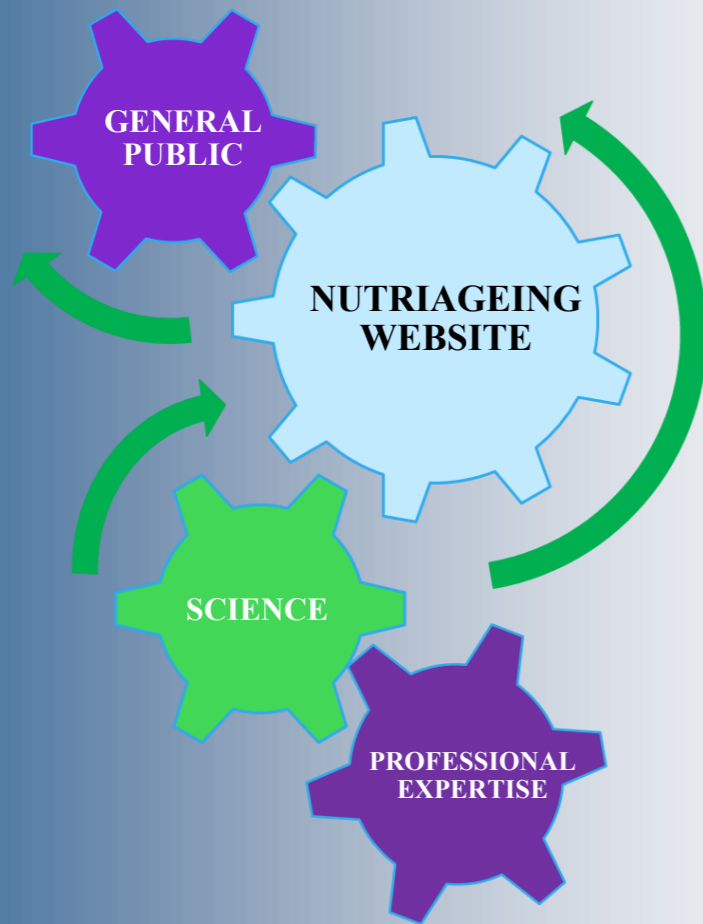 GENERAL
PUBLIC
NUTRIAGEING
WEBSITE
SCIENCE
PROFESSIONAL
EXPERTISE